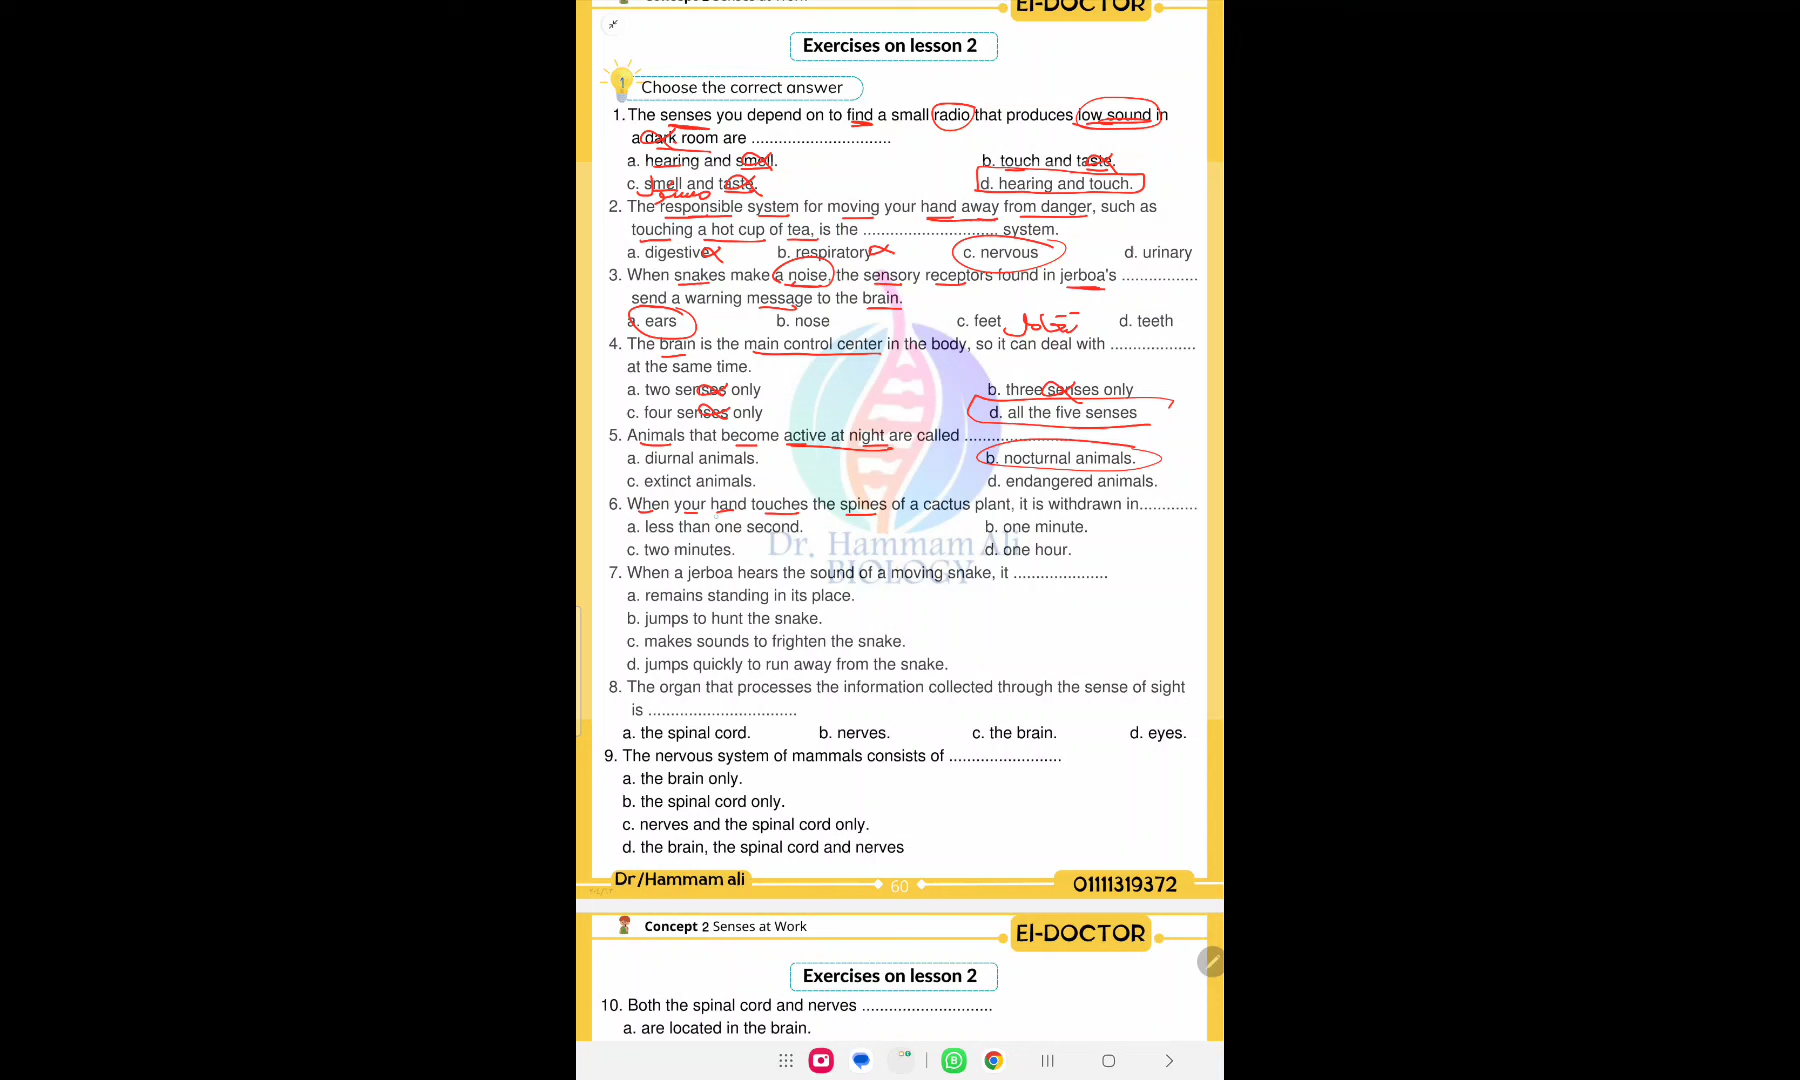 Concept 2 Senses at Work
El-DOCTOR
Exercises on lesson 2
1
Choose the correct answer
1. The senses you depend on to find a small radio that produces low sound in
a dark room are ..............................
a. hearing and smell.
b. touch and taste.
c. smell and taste.
d. hearing and touch.
2. The responsible system for moving your hand away from danger, such as
touching a hot cup of tea, is the .............................. system.
a. digestive
b. respiratory
c. nervous
d. urinary
3. When snakes make a noise, the sensory receptors found in jerboa's .................
send a warning message to the brain.
a. ears
b. nose
c. feet
d. teeth
4. The brain is the main control center in the body, so it can deal with ...................
at the same time.
a. two senses only
b. three senses only
c. four senses only
d. all the five senses
5. Animals that become active at night are called ........................
a. diurnal animals.
b. nocturnal animals.
c. extinct animals.
d. endangered animals.
6. When your hand touches the spines of a cactus plant, it is withdrawn in.............
a. less than one second.
b. one minute.
c. two minutes.
d. one hour.
Dr. Hammam Ali
BIOLOGY
7. When a jerboa hears the sound of a moving snake, it .....................
a. remains standing in its place.
b. jumps to hunt the snake.
c. makes sounds to frighten the snake.
d. jumps quickly to run away from the snake.
8. The organ that processes the information collected through the sense of sight
is .................................
a. the spinal cord.
b. nerves.
c. the brain.
d. eyes.
9. The nervous system of mammals consists of .........................
a. the brain only.
b. the spinal cord only.
c. nerves and the spinal cord only.
d. the brain, the spinal cord and nerves
Dr/Hammam ali
60
01111319372
Concept 2 Senses at Work
El-DOCTOR
Exercises on lesson 2
10. Both the spinal cord and nerves .............................
a. are located in the brain.